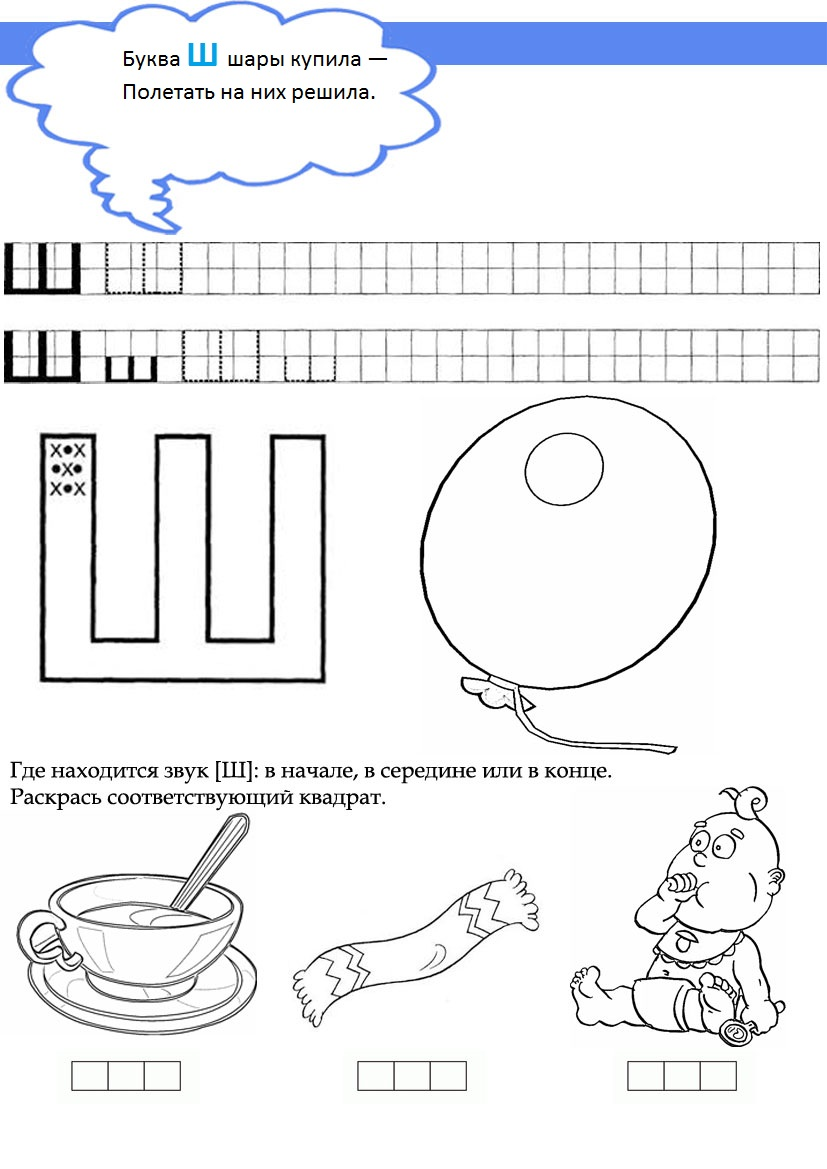 Буква Ш шары купила —
Полетать на них решила.
Ш
Ш ш
Ш
Х•Х
•Х•
Х•Х
Где находится звук [Ш]: в начале, в середине или в конце.
Раскрась соответствующий квадрат.